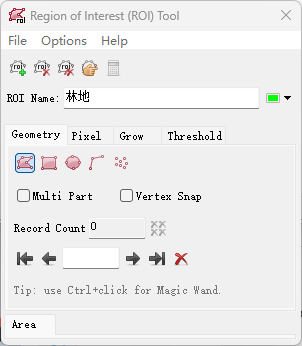 Region of Interest (ROI) Tool
File Options Help
ROI Name: 林地
Geometry Pixel Grow Threshold
Multi Part Vertex Snap
Record Count 0
Tip: use Ctrl+click for Magic Wand.
Area